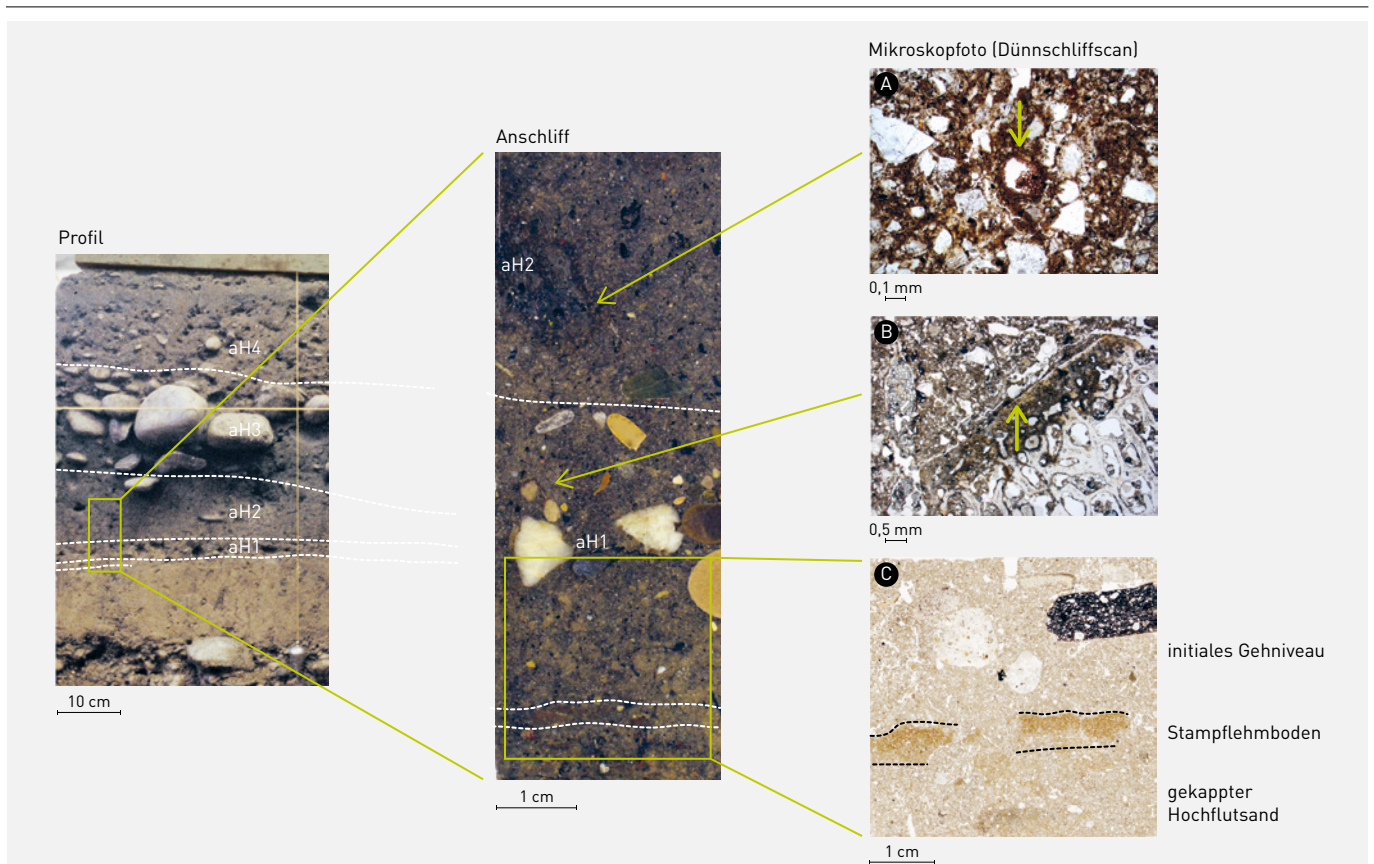 Profil
aH4
aH3
aH2
aH1
10 cm
Anschliff
aH2
aH1
1 cm
Mikroskopfoto (Dünnschliffscan)
A
0,1 mm
B
0,5 mm
C
initiales Gehniveau
Stampflehmboden
gekappter
Hochflutsand
1 cm